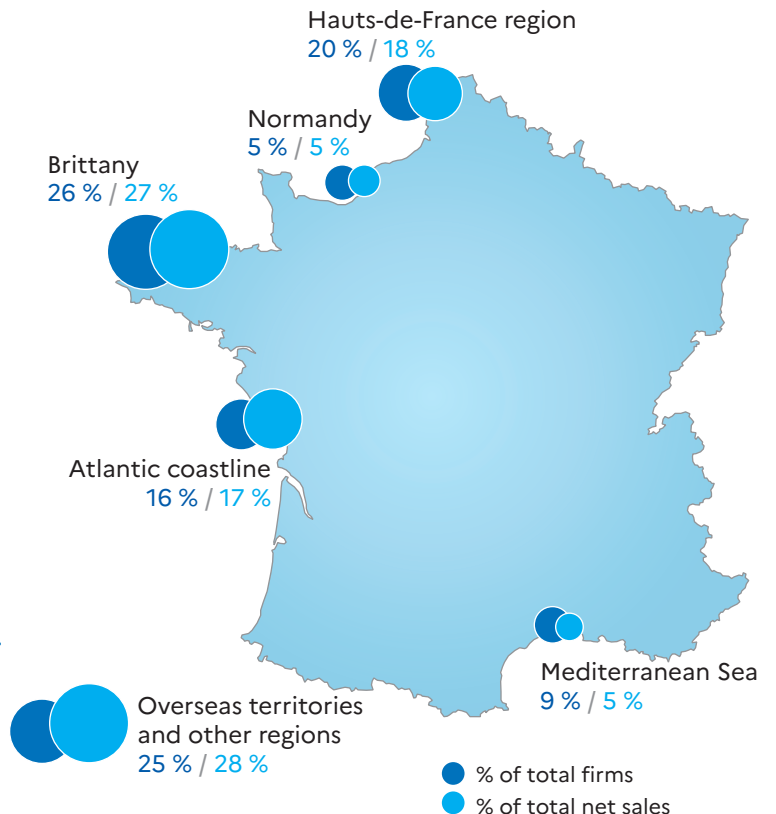 Hauts-de-France region
20 % / 18 %
Normandy
5 % / 5 %
Brittany
26 % / 27 %
Atlantic coastline
16 % / 17 %
Mediterranean Sea
9 % / 5 %
Overseas territories
and other regions
25 % / 28 %
% of total firms
% of total net sales